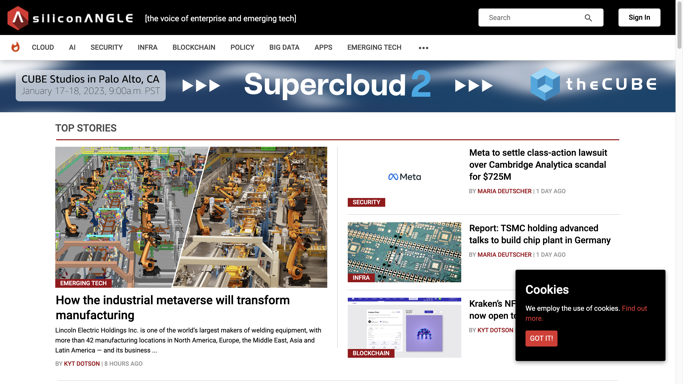 siliconANGLE
[the voice of enterprise and emerging tech]
Search
Sign In
CLOUD
AI
SECURITY
INFRA
BLOCKCHAIN
POLICY
BIG DATA
APPS
EMERGING TECH
CUBE Studios in Palo Alto, CA
January 17-18, 2023, 9:00a.m. PST
Supercloud 2
theCUBE
TOP STORIES
EMERGING TECH
How the industrial metaverse will transform
manufacturing
Lincoln Electric Holdings Inc. is one of the world's largest makers of welding equipment, with
more than 42 manufacturing locations in North America, Europe, the Middle East, Asia and
Latin America — and its business ...
BY KYT DOTSON | 8 HOURS AGO
Meta
SECURITY
Meta to settle class-action lawsuit
over Cambridge Analytica scandal
for $725M
BY MARIA DEUTSCHER | 1 DAY AGO
INFRA
Report: TSMC holding advanced
talks to build chip plant in Germany
BY MARIA DEUTSCHER | 1 DAY AGO
BLOCKCHAIN
Kraken's NF
now open to
BY KYT DOTSON
Cookies
We employ the use of cookies. Find out
more.
GOT IT!